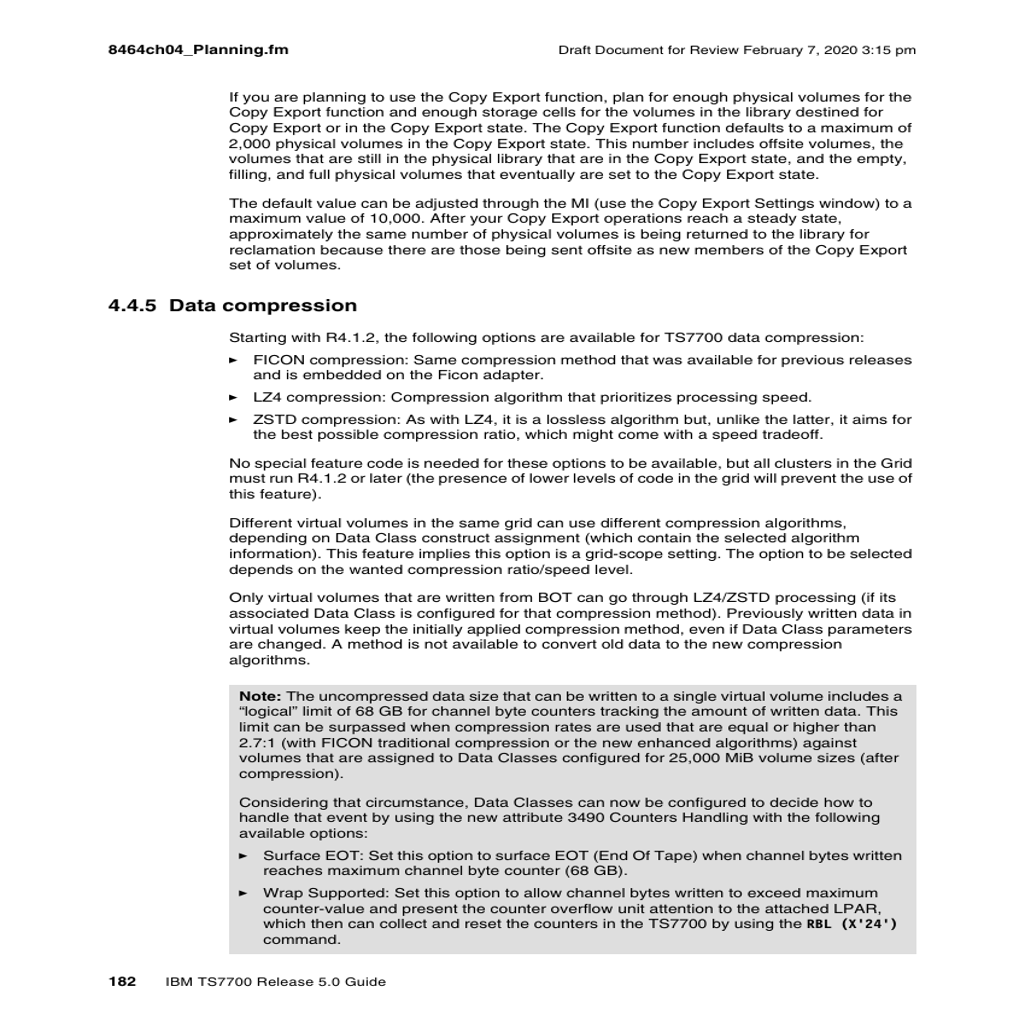 8464ch04_Planning.fm
Draft Document for Review February 7, 2020 3:15 pm
If you are planning to use the Copy Export function, plan for enough physical volumes for the
Copy Export function and enough storage cells for the volumes in the library destined for
Copy Export or in the Copy Export state. The Copy Export function defaults to a maximum of
2,000 physical volumes in the Copy Export state. This number includes offsite volumes, the
volumes that are still in the physical library that are in the Copy Export state, and the empty,
filling, and full physical volumes that eventually are set to the Copy Export state.
The default value can be adjusted through the MI (use the Copy Export Settings window) to a
maximum value of 10,000. After your Copy Export operations reach a steady state,
approximately the same number of physical volumes is being returned to the library for
reclamation because there are those being sent offsite as new members of the Copy Export
set of volumes.
4.4.5 Data compression
Starting with R4.1.2, the following options are available for TS7700 data compression:
► FICON compression: Same compression method that was available for previous releases
and is embedded on the Ficon adapter.
► LZ4 compression: Compression algorithm that prioritizes processing speed.
► ZSTD compression: As with LZ4, it is a lossless algorithm but, unlike the latter, it aims for
the best possible compression ratio, which might come with a speed tradeoff.
No special feature code is needed for these options to be available, but all clusters in the Grid
must run R4.1.2 or later (the presence of lower levels of code in the grid will prevent the use of
this feature).
Different virtual volumes in the same grid can use different compression algorithms,
depending on Data Class construct assignment (which contain the selected algorithm
information). This feature implies this option is a grid-scope setting. The option to be selected
depends on the wanted compression ratio/speed level.
Only virtual volumes that are written from BOT can go through LZ4/ZSTD processing (if its
associated Data Class is configured for that compression method). Previously written data in
virtual volumes keep the initially applied compression method, even if Data Class parameters
are changed. A method is not available to convert old data to the new compression
algorithms.
Note: The uncompressed data size that can be written to a single virtual volume includes a
“logical” limit of 68 GB for channel byte counters tracking the amount of written data. This
limit can be surpassed when compression rates are used that are equal or higher than
2.7:1 (with FICON traditional compression or the new enhanced algorithms) against
volumes that are assigned to Data Classes configured for 25,000 MiB volume sizes (after
compression).
Considering that circumstance, Data Classes can now be configured to decide how to
handle that event by using the new attribute 3490 Counters Handling with the following
available options:
► Surface EOT: Set this option to surface EOT (End Of Tape) when channel bytes written
reaches maximum channel byte counter (68 GB).
► Wrap Supported: Set this option to allow channel bytes written to exceed maximum
counter-value and present the counter overflow unit attention to the attached LPAR,
which then can collect and reset the counters in the TS7700 by using the RBL (X'24')
command.
182 IBM TS7700 Release 5.0 Guide